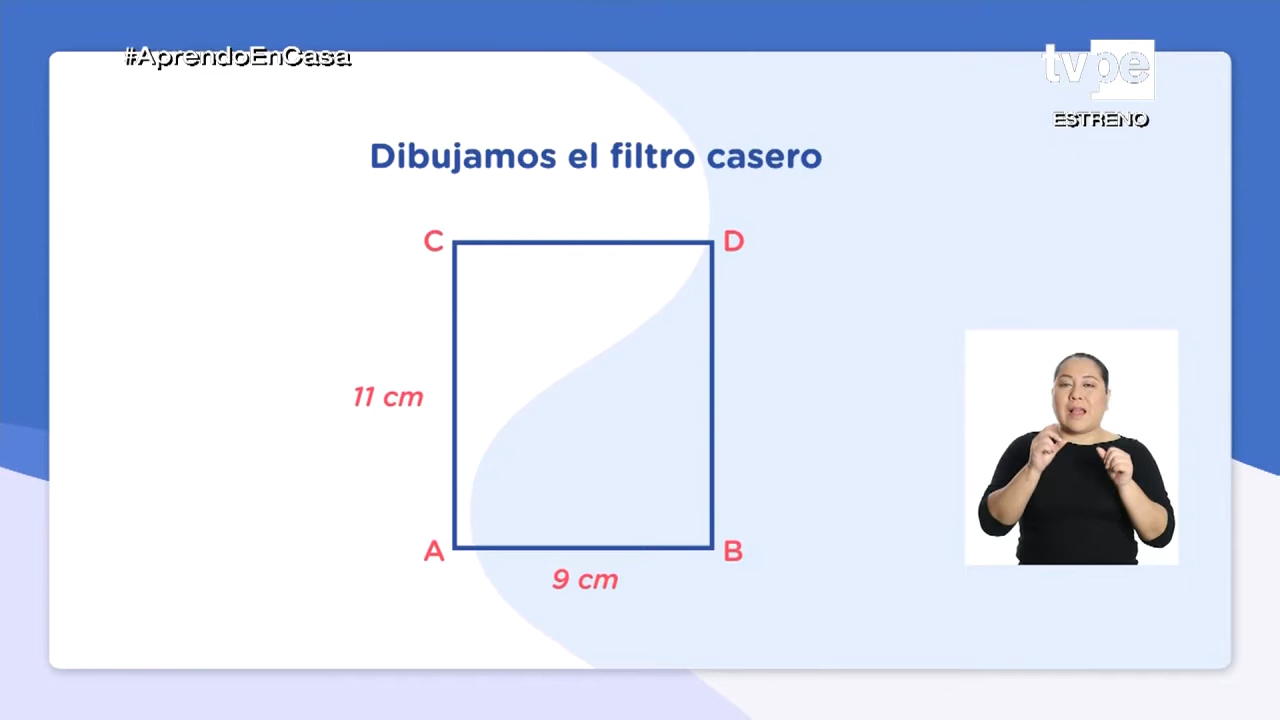 #AprendoEnCasa
tvpe
ESTRENO
Dibujamos el filtro casero
C
D
11 cm
A
B
9 cm